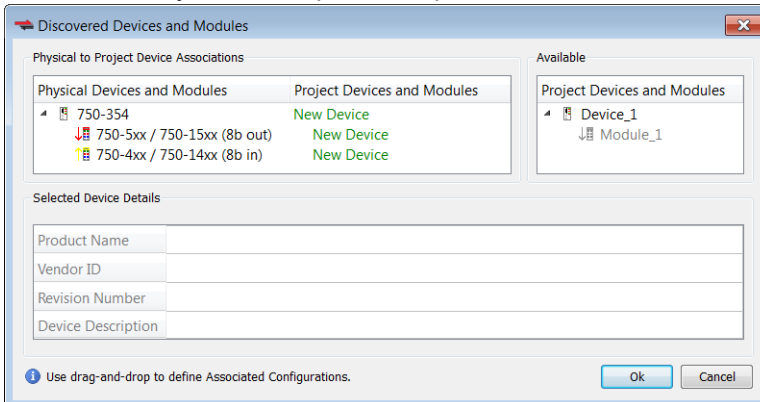 Discovered Devices and Modules
Physical to Project Device Associations
Available
Physical Devices and Modules Project Devices and Modules
Project Devices and Modules
750-354 New Device
Device_1
750-5xx / 750-15xx (8b out) New Device
Module_1
750-4xx / 750-14xx (8b in) New Device
Selected Device Details
Product Name
Vendor ID
Revision Number
Device Description
Use drag-and-drop to define Associated Configurations.
Ok
Cancel